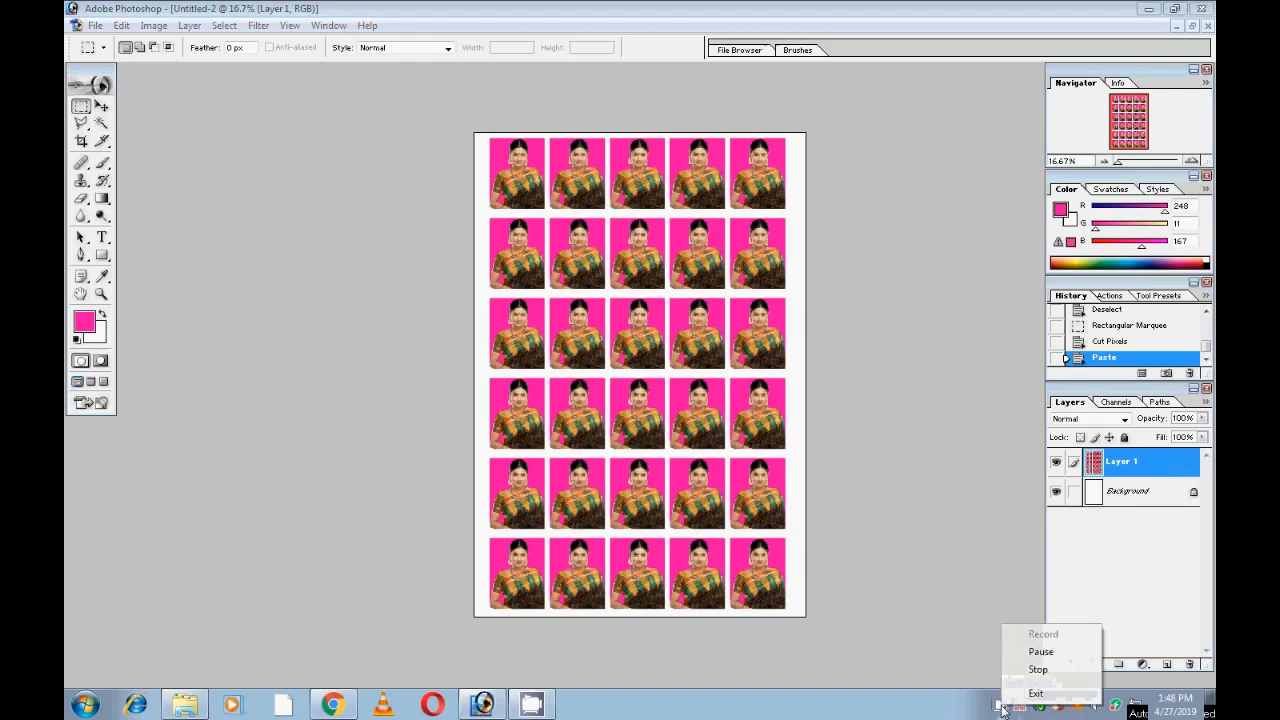 Adobe Photoshop - [Untitled-2 @ 16.7% (Layer 1, RGB)]
File Edit Image Layer Select Filter View Window Help
Feather: 0 px Anti-aliased Style: Normal Width: Height: File Browser Brushes
Navigator Info
16.67%
Color Swatches Styles
R 248
G 11
B 167
History Actions Tool Presets
Deselect
Rectangular Marquee
Cut Pixels
Paste
Layers Channels Paths
Normal Opacity: 100%
Lock: Fill: 100%
Layer 1
Background
Record
Pause
Stop
Exit
1:48 PM
4/27/2019